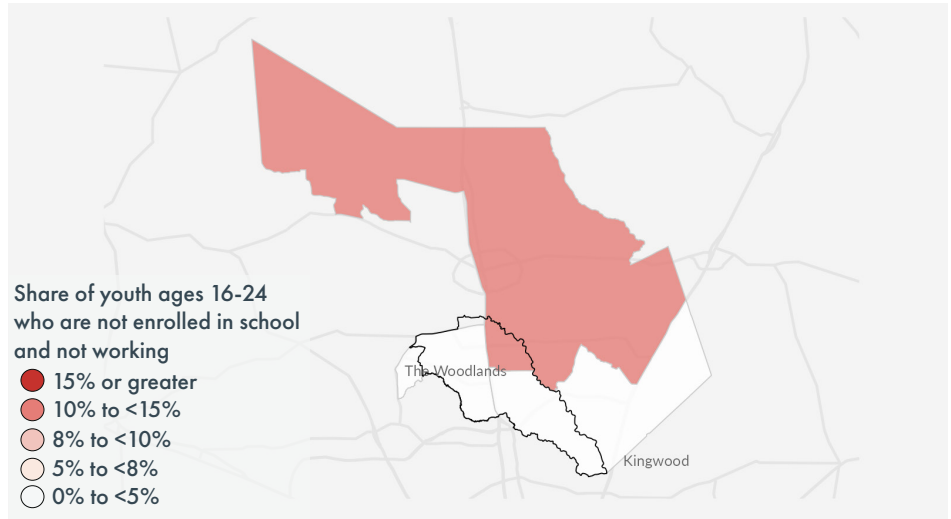 Share of youth ages 16-24
who are not enrolled in school
and not working
15% or greater
10% to <15%
8% to <10%
5% to <8%
0% to <5%
The Woodlands
Kingwood